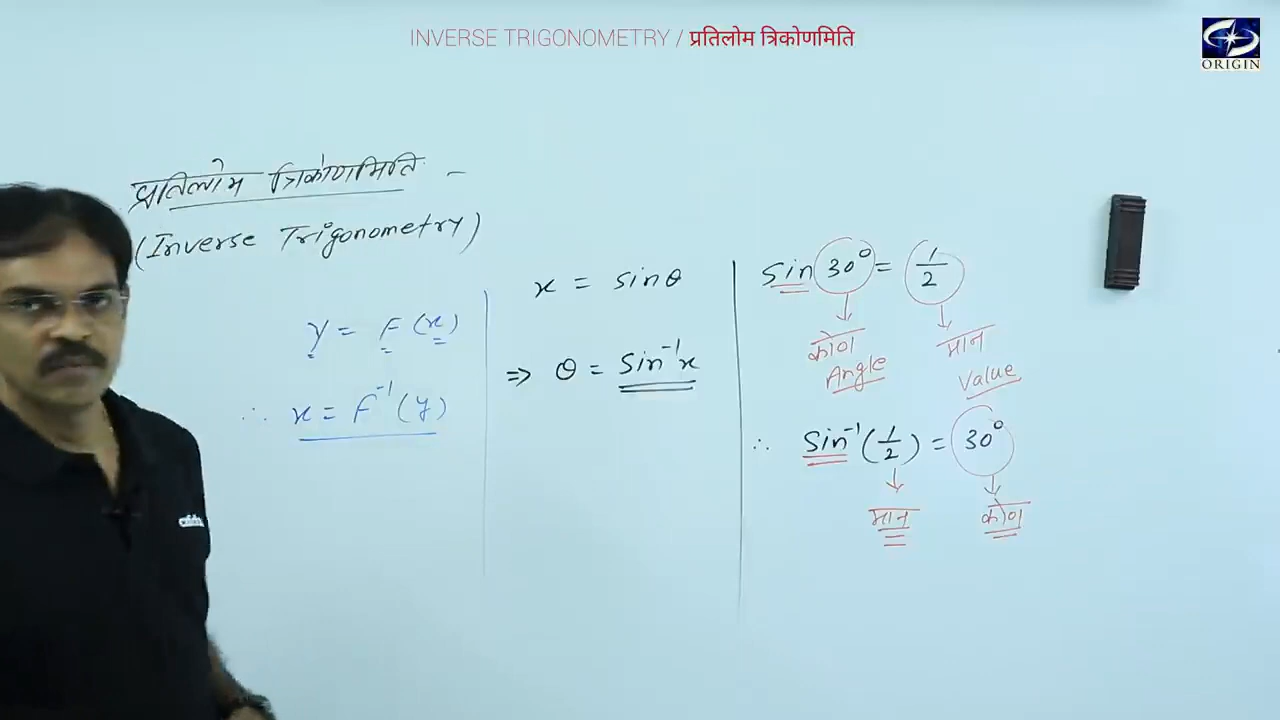 INVERSE TRIGONOMETRY / प्रतिलोम त्रिकोणमिति
ORIGIN
प्रतिलोम त्रिकोणमिति -
(Inverse Trigonometry)
y = F(x)
∴ x = F⁻¹(y)
x = sinθ
⇒ θ = sin⁻¹x
sin 30° = 1/2
कोण
Angle
मान
Value
∴ sin⁻¹(1/2) = 30°
मान
कोण